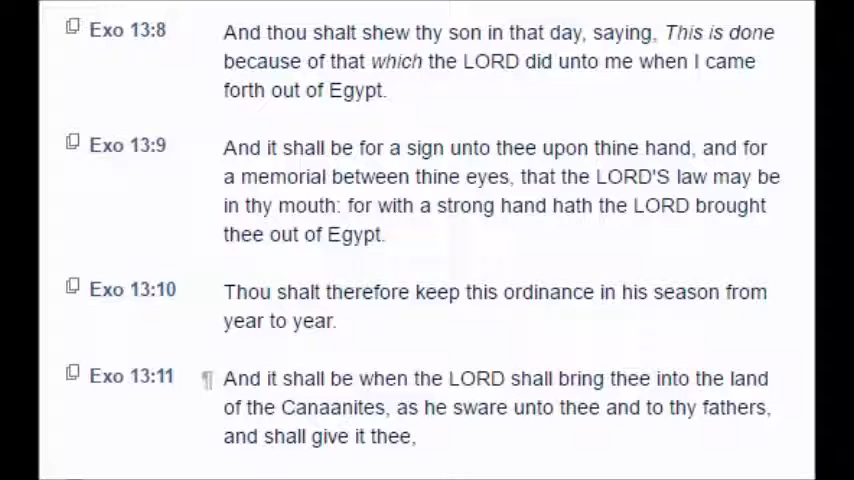 Exo 13:8 And thou shalt shew thy son in that day, saying, This is done
because of that which the LORD did unto me when I came
forth out of Egypt.
Exo 13:9 And it shall be for a sign unto thee upon thine hand, and for
a memorial between thine eyes, that the LORD'S law may be
in thy mouth: for with a strong hand hath the LORD brought
thee out of Egypt.
Exo 13:10 Thou shalt therefore keep this ordinance in his season from
year to year.
Exo 13:11 ¶ And it shall be when the LORD shall bring thee into the land
of the Canaanites, as he sware unto thee and to thy fathers,
and shall give it thee,